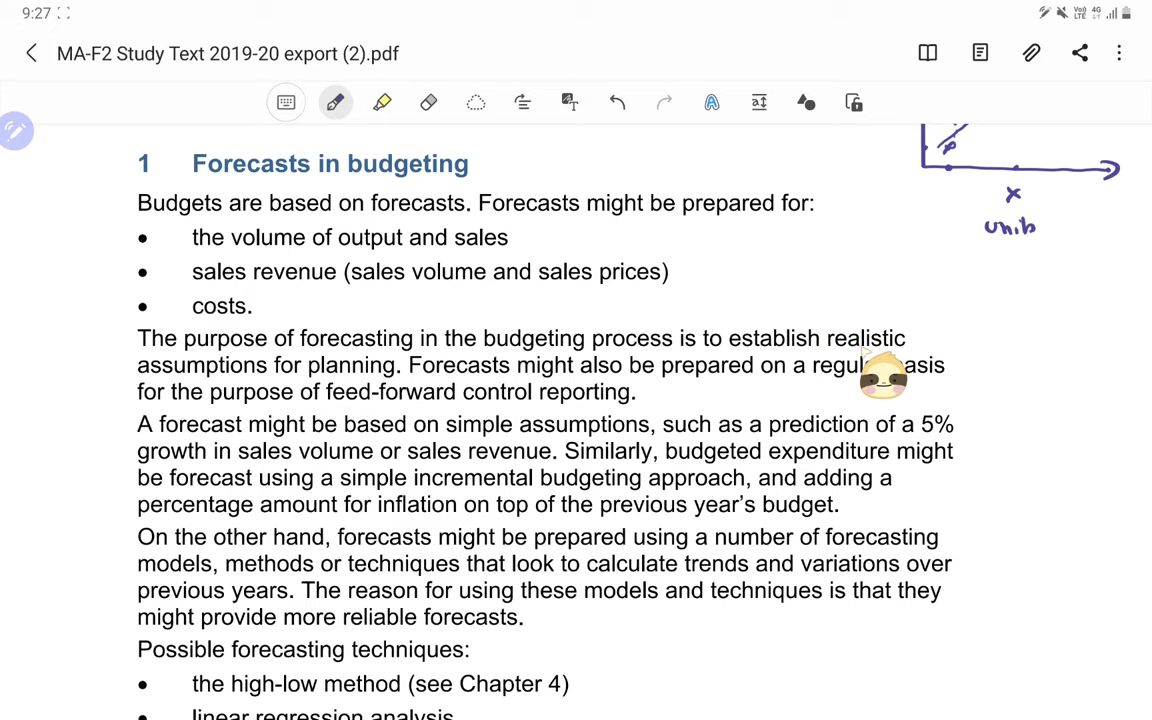 9:27
Vo)) LTE 4G
MA-F2 Study Text 2019-20 export (2).pdf
1 Forecasts in budgeting
Budgets are based on forecasts. Forecasts might be prepared for:
• the volume of output and sales
• sales revenue (sales volume and sales prices)
• costs.
x
units
The purpose of forecasting in the budgeting process is to establish realistic
assumptions for planning. Forecasts might also be prepared on a
for the purpose of feed-forward control reporting.
A forecast might be based on simple assumptions, such as a prediction of a 5%
growth in sales volume or sales revenue. Similarly, budgeted expenditure might
be forecast using a simple incremental budgeting approach, and adding a
percentage amount for inflation on top of the previous year's budget.
On the other hand, forecasts might be prepared using a number of forecasting
models, methods or techniques that look to calculate trends and variations over
previous years. The reason for using these models and techniques is that they
might provide more reliable forecasts.
Possible forecasting techniques:
• the high-low method (see Chapter 4)
• linear regression analysis